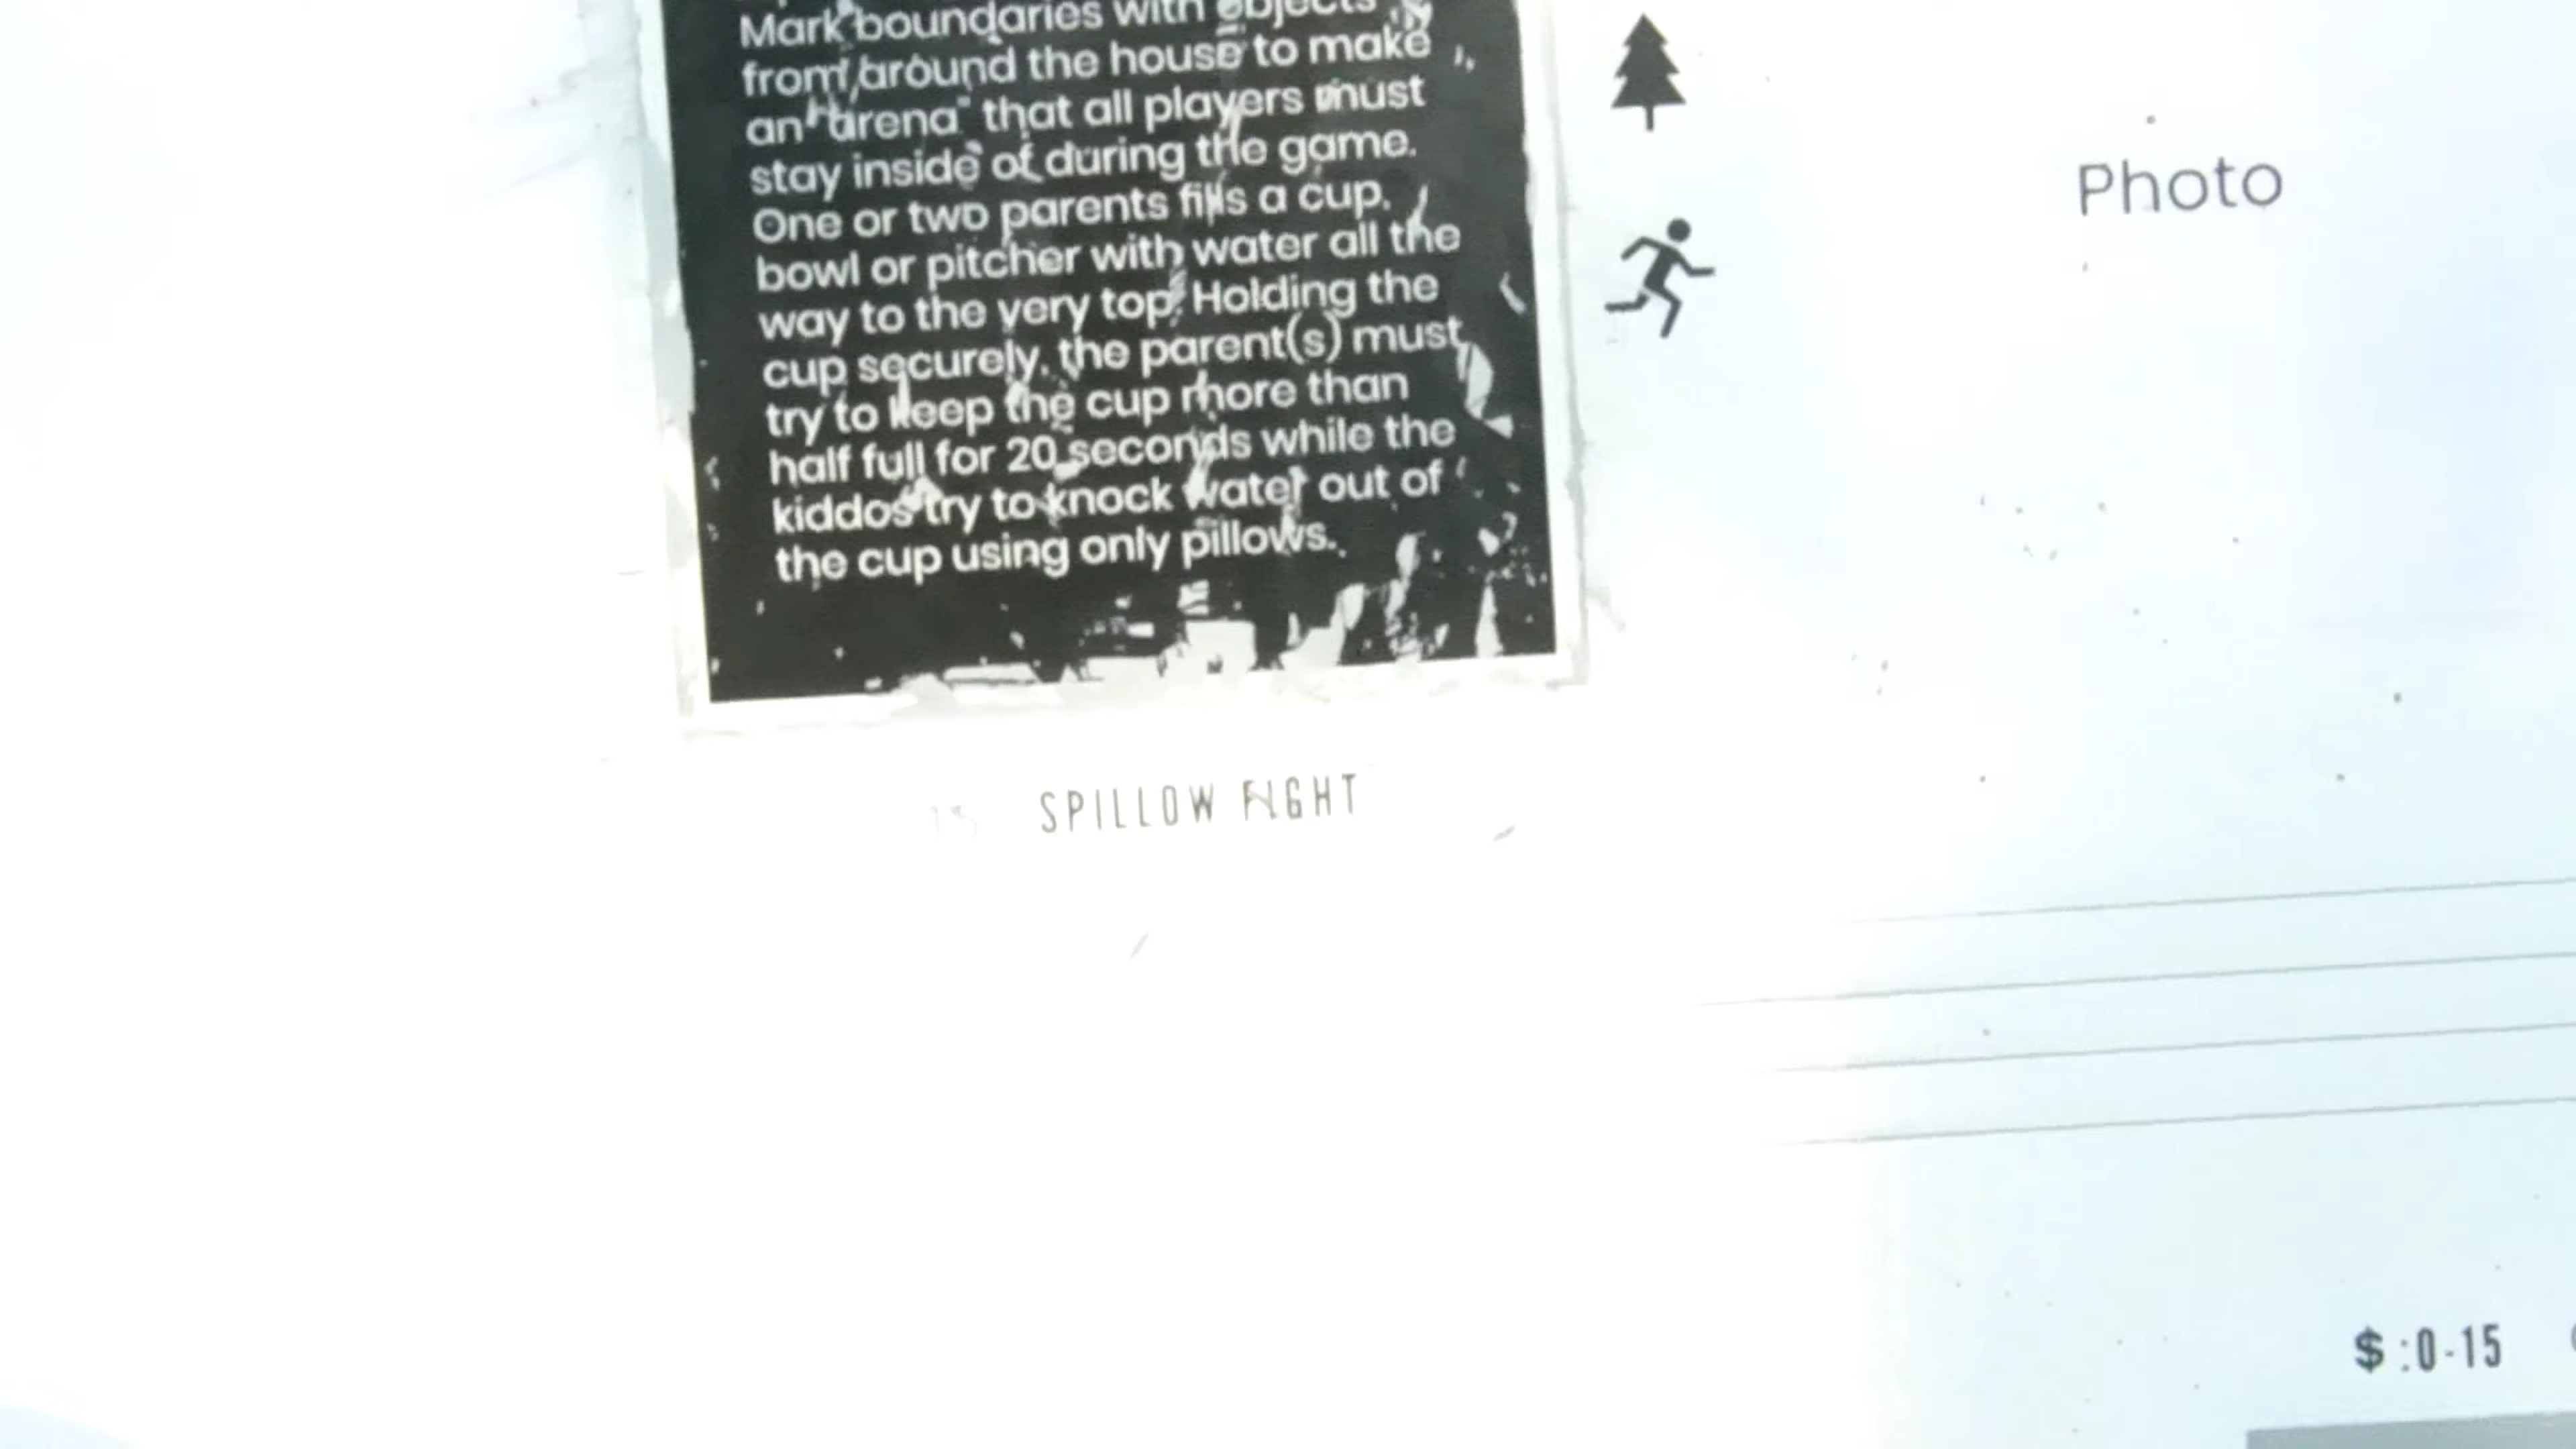 Mark boundaries with objects
from around the house to make
an "arena" that all players must
stay inside of during the game.
One or two parents fills a cup,
bowl or pitcher with water all the
way to the very top. Holding the
cup securely, the parent(s) must
try to keep the cup more than
half full for 20 seconds while the
kiddos try to knock water out of
the cup using only pillows.
SPILLOW FIGHT
Photo
$:0-15